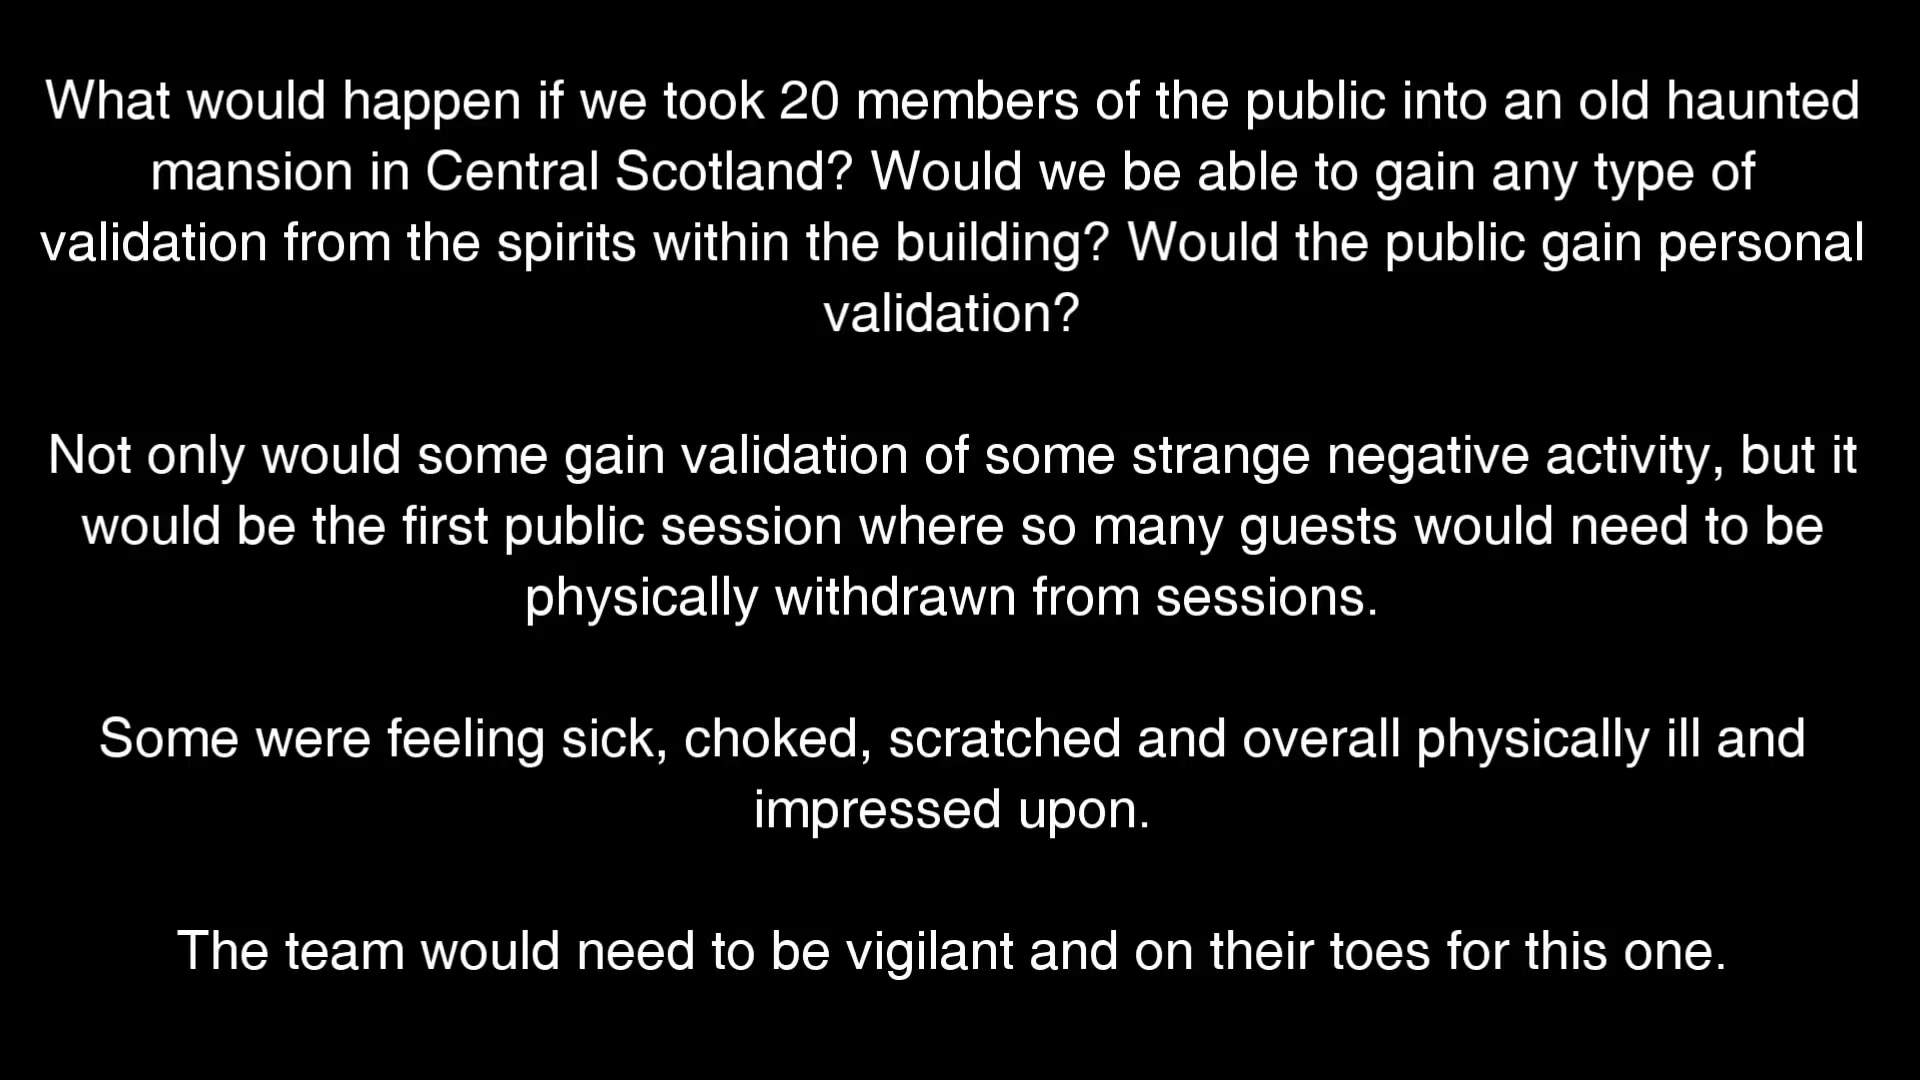 What would happen if we took 20 members of the public into an old haunted
mansion in Central Scotland? Would we be able to gain any type of
validation from the spirits within the building? Would the public gain personal
validation?
Not only would some gain validation of some strange negative activity, but it
would be the first public session where so many guests would need to be
physically withdrawn from sessions.
Some were feeling sick, choked, scratched and overall physically ill and
impressed upon.
The team would need to be vigilant and on their toes for this one.